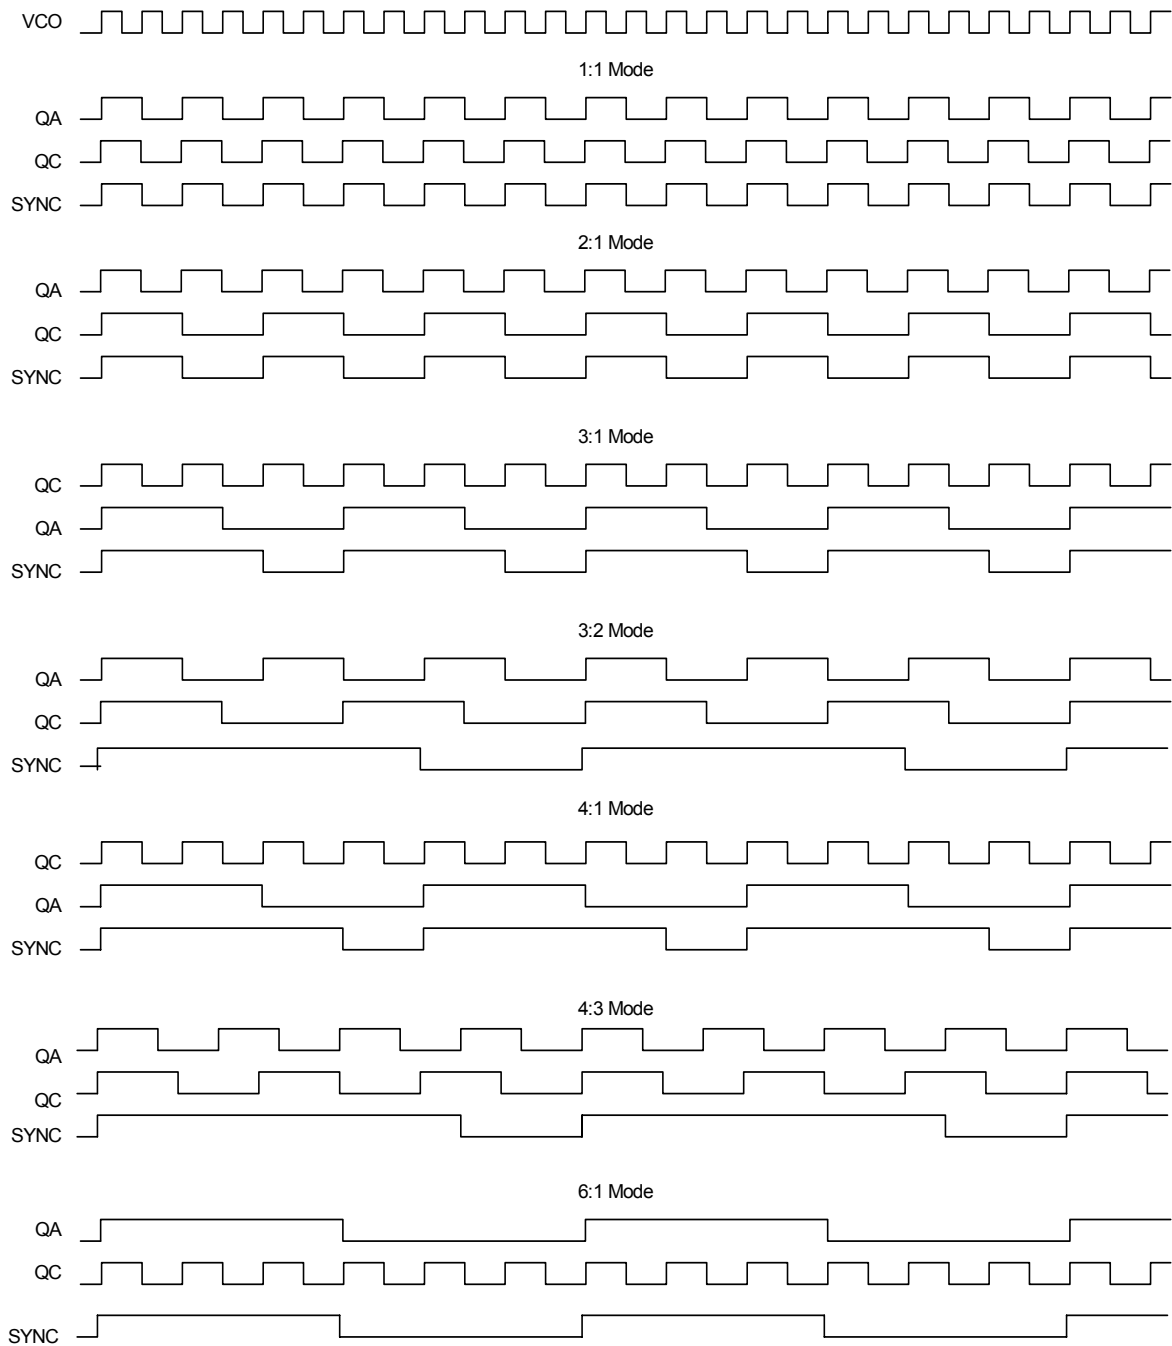 VCO
1:1 Mode
QA
QC
SYNC
2:1 Mode
QA
QC
SYNC
3:1 Mode
QC
QA
SYNC
3:2 Mode
QA
QC
SYNC
4:1 Mode
QC
QA
SYNC
4:3 Mode
QA
QC
SYNC
6:1 Mode
QA
QC
SYNC